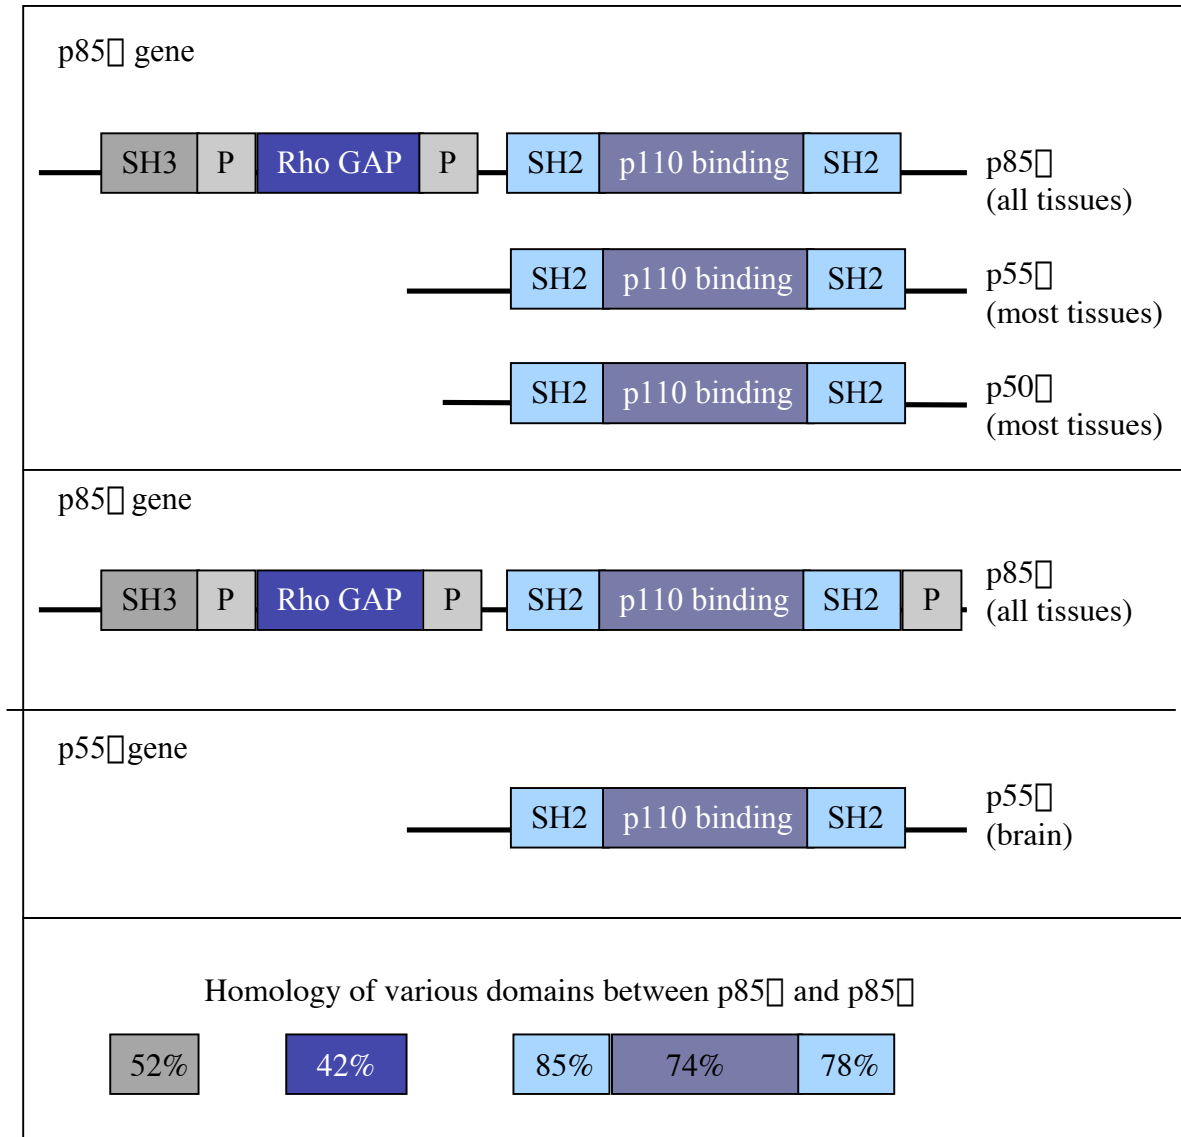 p85▯ gene
SH3 P Rho GAP P SH2 p110 binding SH2
p85▯
(all tissues)
SH2 p110 binding SH2
p55▯
(most tissues)
SH2 p110 binding SH2
p50▯
(most tissues)
p85▯ gene
SH3 P Rho GAP P SH2 p110 binding SH2 P
p85▯
(all tissues)
p55▯gene
SH2 p110 binding SH2
p55▯
(brain)
Homology of various domains between p85▯ and p85▯
52% 42% 85% 74% 78%